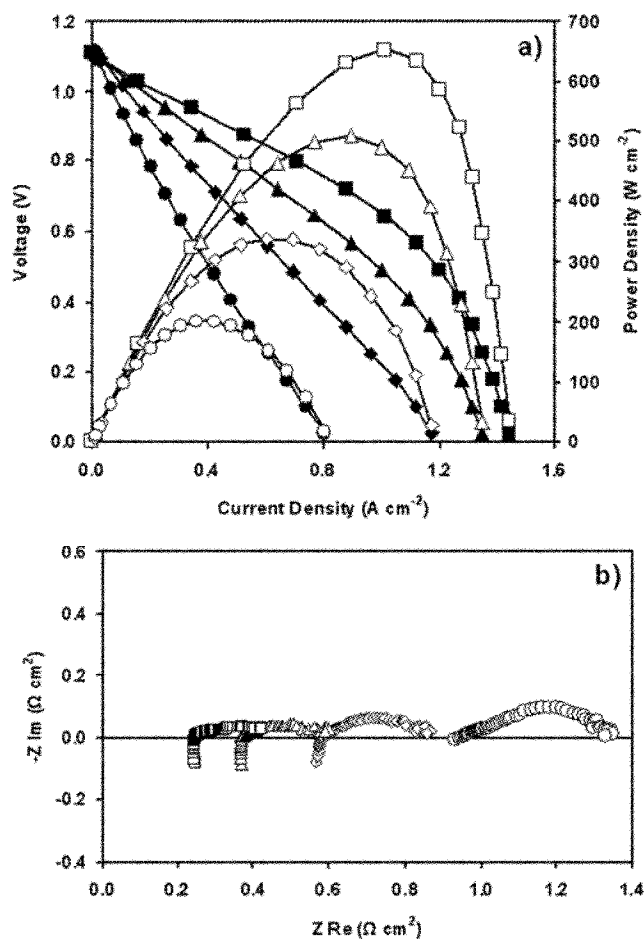 a)
1.2
1.0
0.8
0.6
0.4
0.2
0.0
Voltage (V)
700
600
500
400
300
200
100
0
Power Density (W cm-2)
0.0 0.4 0.8 1.2 1.6
Current Density (A cm-2)
b)
0.6
0.4
0.2
0.0
-0.2
-0.4
-Z Im (Ω cm2)
0.0 0.2 0.4 0.6 0.8 1.0 1.2 1.4
Z Re (Ω cm2)